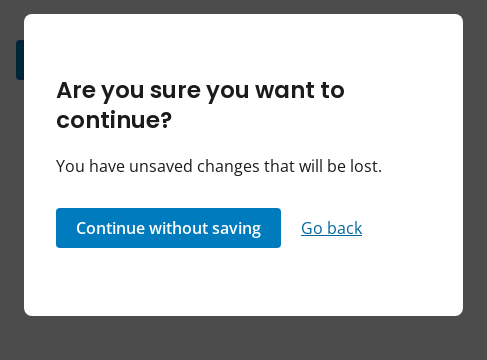 Are you sure you want to
continue?
You have unsaved changes that will be lost.
Continue without saving
Go back